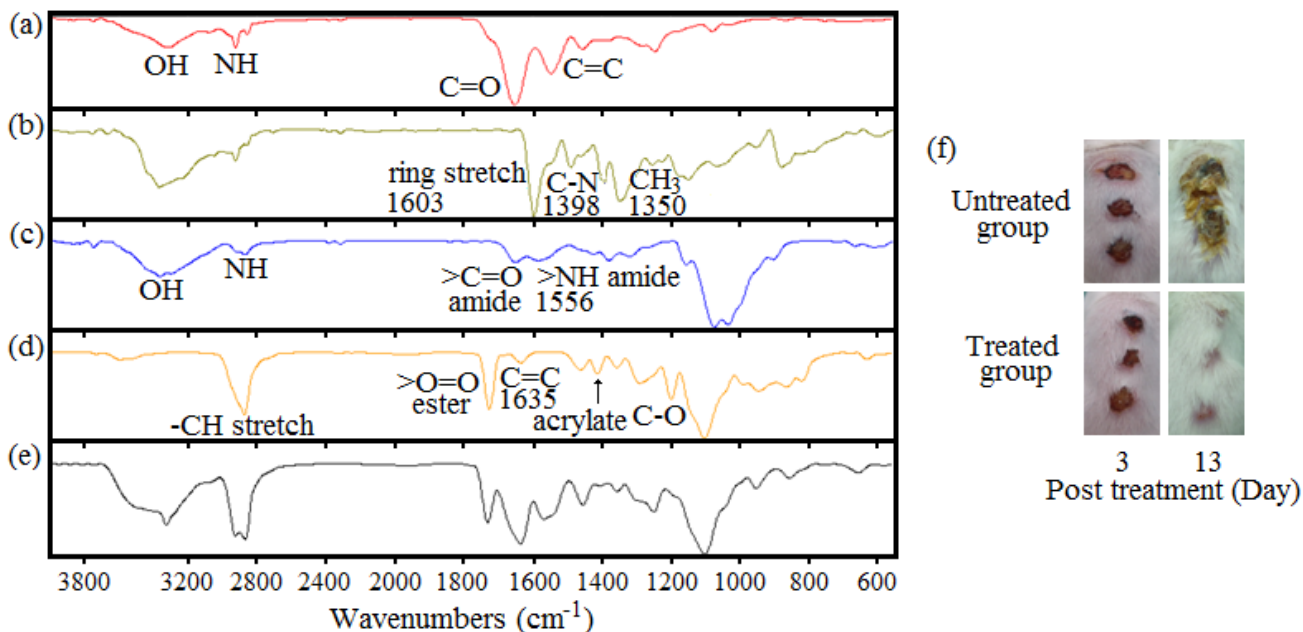 (a)
OH
NH
C=O
C=C
(b)
ring stretch
1603
C-N
1398
CH₃
1350
(c)
OH
NH
>C=O
amide
>NH amide
1556
(d)
-CH stretch
>O=O
ester
C=C
1635
acrylate
C-O
(e)
3800 3200 2800 2400 2000 1600 1400 1200 1000 800 600
Wavenumbers (cm⁻¹)
(f)
Untreated
group
Treated
group
3 13
Post treatment (Day)